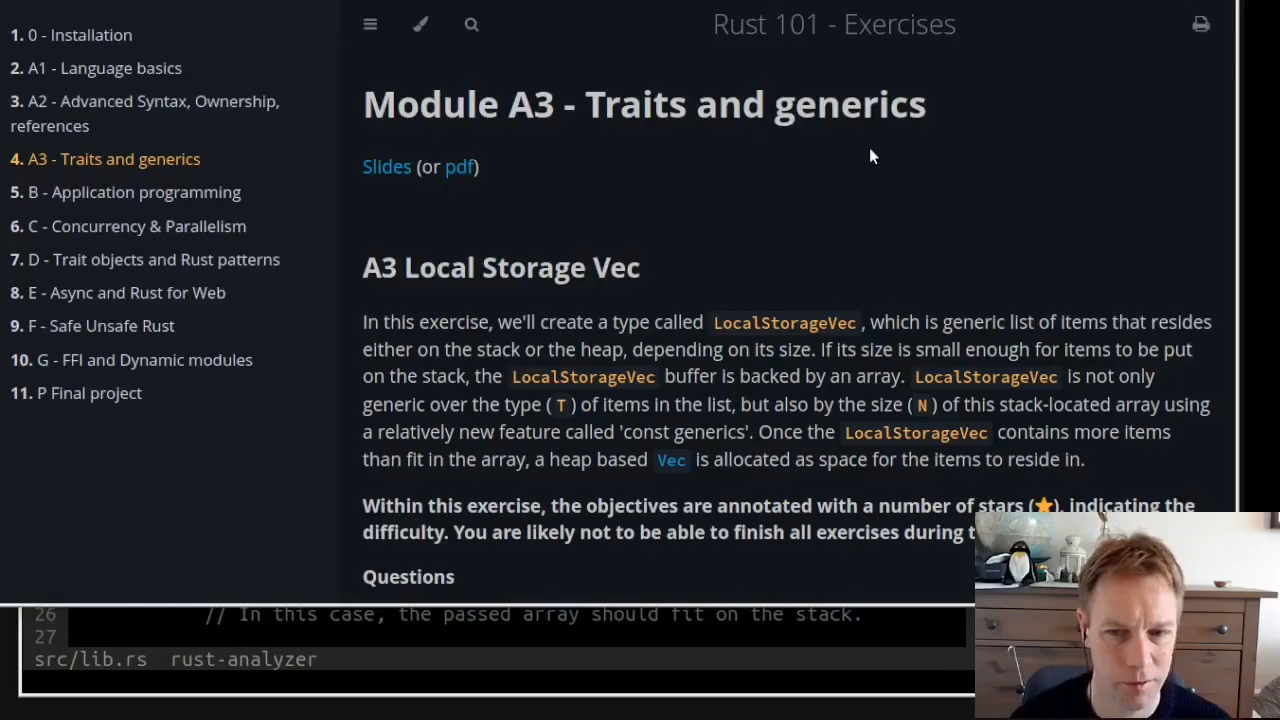 1. 0 - Installation
2. A1 - Language basics
3. A2 - Advanced Syntax, Ownership,
references
4. A3 - Traits and generics
5. B - Application programming
6. C - Concurrency & Parallelism
7. D - Trait objects and Rust patterns
8. E - Async and Rust for Web
9. F - Safe Unsafe Rust
10. G - FFI and Dynamic modules
11. P Final project
Rust 101 - Exercises
Module A3 - Traits and generics
Slides (or pdf)
A3 Local Storage Vec
In this exercise, we'll create a type called LocalStorageVec, which is generic list of items that resides
either on the stack or the heap, depending on its size. If its size is small enough for items to be put
on the stack, the LocalStorageVec buffer is backed by an array. LocalStorageVec is not only
generic over the type (T) of items in the list, but also by the size (N) of this stack-located array using
a relatively new feature called 'const generics'. Once the LocalStorageVec contains more items
than fit in the array, a heap based Vec is allocated as space for the items to reside in.
Within this exercise, the objectives are annotated with a number of stars (⭐), indicating the
difficulty. You are likely not to be able to finish all exercises during
Questions
26 // In this case, the passed array should fit on the stack.
27
src/lib.rs rust-analyzer